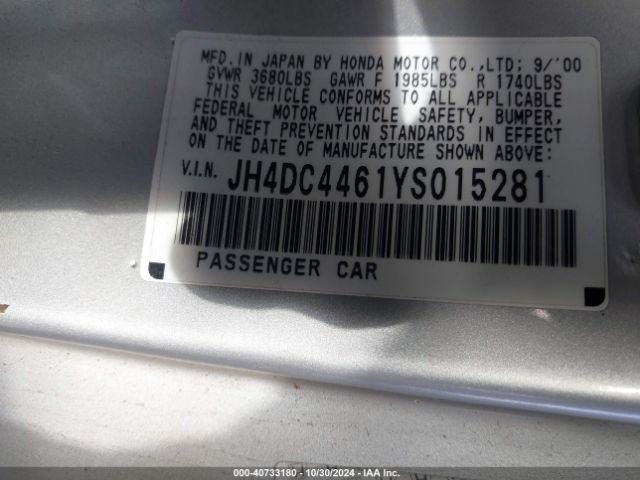 MFD. IN JAPAN BY HONDA MOTOR CO.,LTD; 9/'00
GVWR 3680LBS GAWR F 1985LBS R 1740LBS
THIS VEHICLE CONFORMS TO ALL APPLICABLE
FEDERAL MOTOR VEHICLE SAFETY, BUMPER,
AND THEFT PREVENTION STANDARDS IN EFFECT
ON THE DATE OF MANUFACTURE SHOWN ABOVE:
V.I.N. JH4DC4461YS015281
PASSENGER CAR
000-40733180 | 10/30/2024 - IAA Inc.